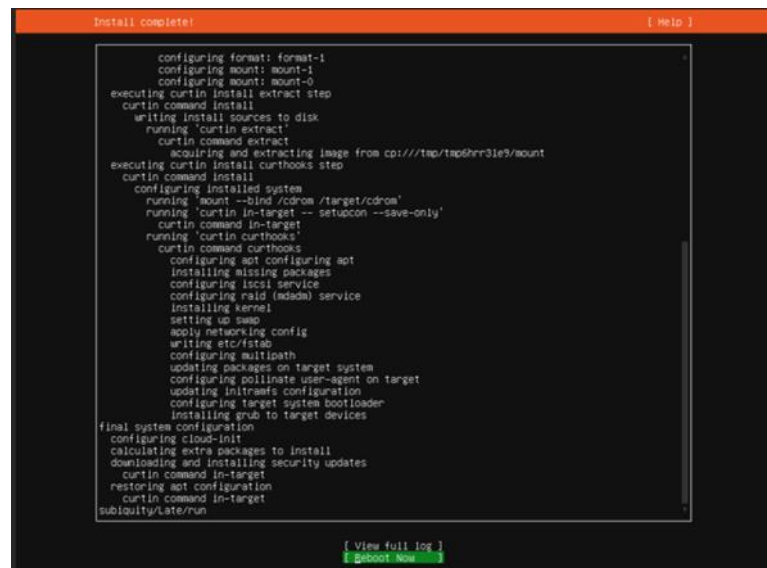 Install complete! [ Help ]
configuring format: format-1
configuring mount: mount-1
configuring mount: mount-0
executing curtin install extract step
curtin command install
writing install sources to disk
running 'curtin extract'
curtin command extract
acquiring and extracting image from cp:///tmp/tmp6hrr3le9/mount
executing curtin install curthooks step
curtin command install
configuring installed system
running 'mount --bind /cdrom /target/cdrom'
running 'curtin in-target -- setupcon --save-only'
curtin command in-target
running 'curtin curthooks'
curtin command curthooks
configuring apt configuring apt
installing missing packages
configuring iscsi service
configuring raid (mdadm) service
installing kernel
setting up swap
apply networking config
writing etc/fstab
configuring multipath
updating packages on target system
configuring pollinate user-agent on target
updating initramfs configuration
configuring target system bootloader
installing grub to target devices
final system configuration
configuring cloud-init
calculating extra packages to install
downloading and installing security updates
curtin command in-target
restoring apt configuration
curtin command in-target
subiquity/Late/run
[ View full log ]
[ Reboot Now ]